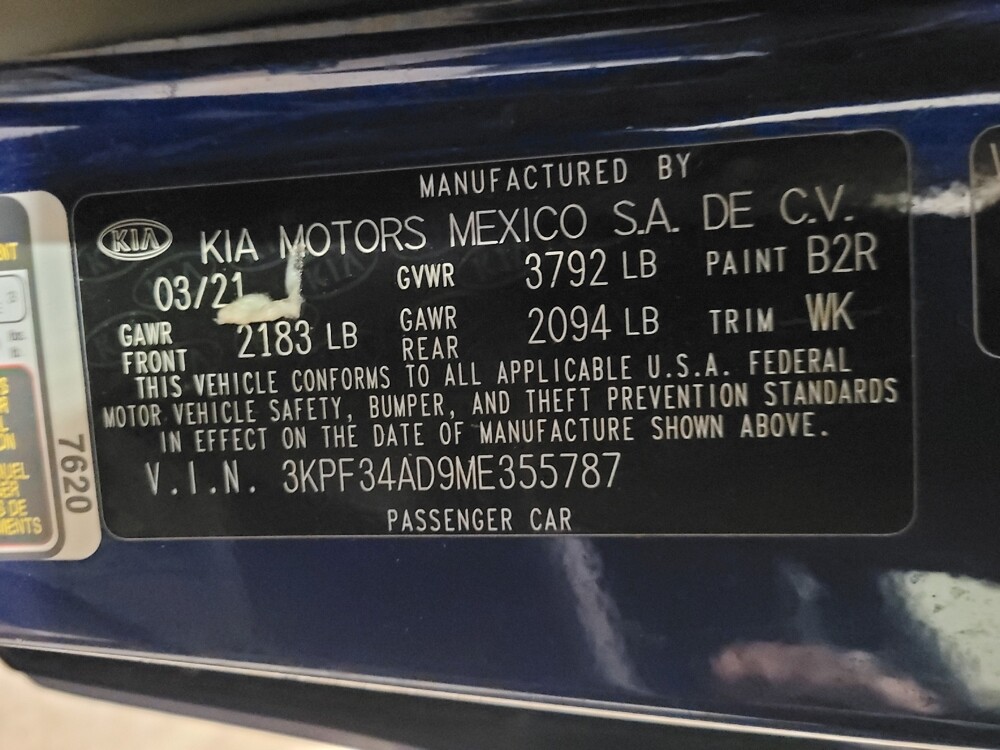 MANUFACTURED BY
KIA KIA MOTORS MEXICO S.A. DE C.V.
03/21 GVWR 3792 LB PAINT B2R
GAWR FRONT 2183 LB GAWR REAR 2094 LB TRIM WK
THIS VEHICLE CONFORMS TO ALL APPLICABLE U.S.A. FEDERAL
MOTOR VEHICLE SAFETY, BUMPER, AND THEFT PREVENTION STANDARDS
IN EFFECT ON THE DATE OF MANUFACTURE SHOWN ABOVE.
V.I.N. 3KPF34AD9ME355787
PASSENGER CAR
7620